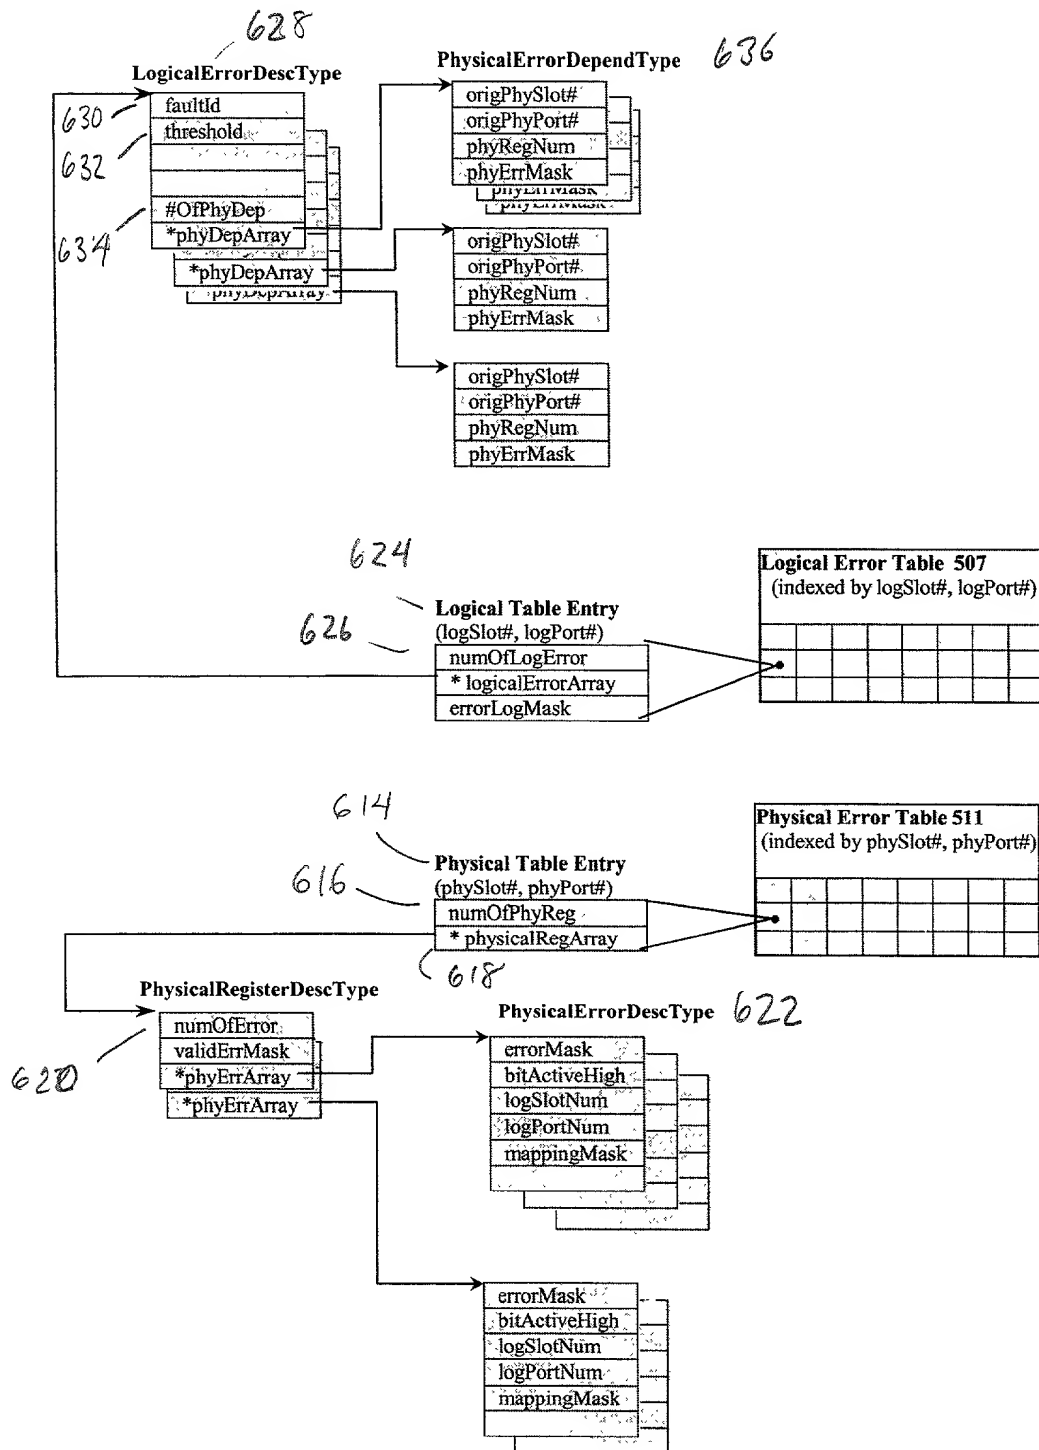 628
LogicalErrorDescType
630
faultId
632
threshold
634
#OfPhyDep
*phyDepArray
*phyDepArray
phyDepArray
PhysicalErrorDependType
636
origPhySlot#
origPhyPort#
phyRegNum
phyErrMask
phyErrMask
phyErrMask
origPhySlot#
origPhyPort#
phyRegNum
phyErrMask
origPhySlot#
origPhyPort#
phyRegNum
phyErrMask
624
Logical Table Entry
(logSlot#, logPort#)
626
numOfLogError
* logicalErrorArray
errorLogMask
Logical Error Table 507
(indexed by logSlot#, logPort#)
614
Physical Table Entry
(phySlot#, phyPort#)
616
numOfPhyReg
* physicalRegArray
618
Physical Error Table 511
(indexed by phySlot#, phyPort#)
PhysicalRegisterDescType
620
numOfError
validErrMask
*phyErrArray
*phyErrArray
PhysicalErrorDescType
622
errorMask
bitActiveHigh
logSlotNum
logPortNum
mappingMask
errorMask
bitActiveHigh
logSlotNum
logPortNum
mappingMask